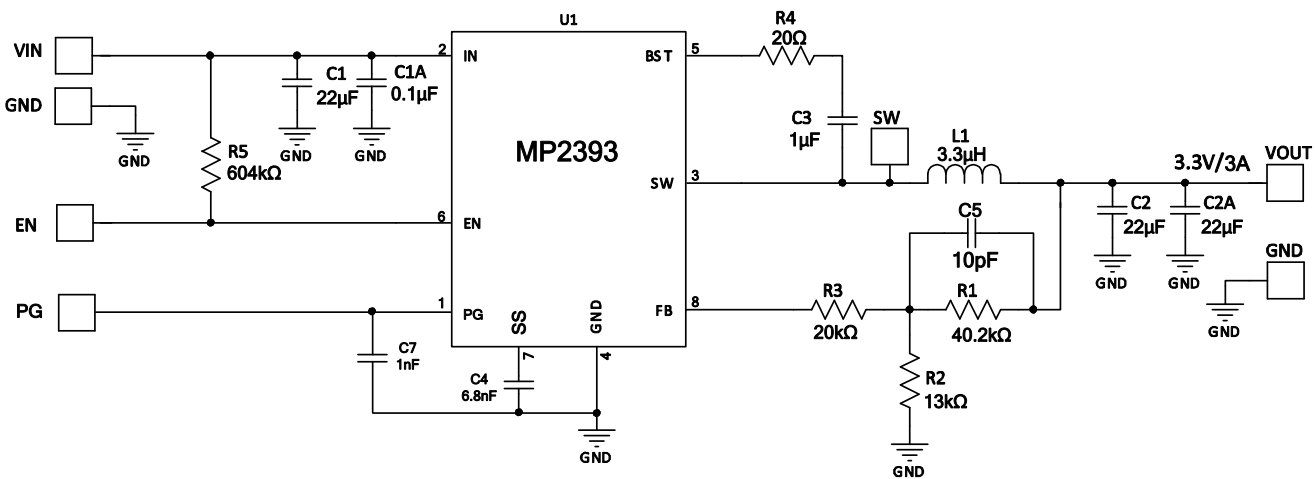 U1
VIN
GND
GND
EN
PG
R5
604kΩ
C1
22µF
GND
C1A
0.1µF
GND
2
IN
6
EN
1
PG
MP2393
BST
5
SW
3
FB
8
SS
7
GND
4
C7
1nF
C4
6.8nF
GND
R4
20Ω
C3
1µF
SW
L1
3.3µH
C5
10pF
R3
20kΩ
R1
40.2kΩ
R2
13kΩ
GND
3.3V/3A
VOUT
C2
22µF
GND
C2A
22µF
GND
GND
GND